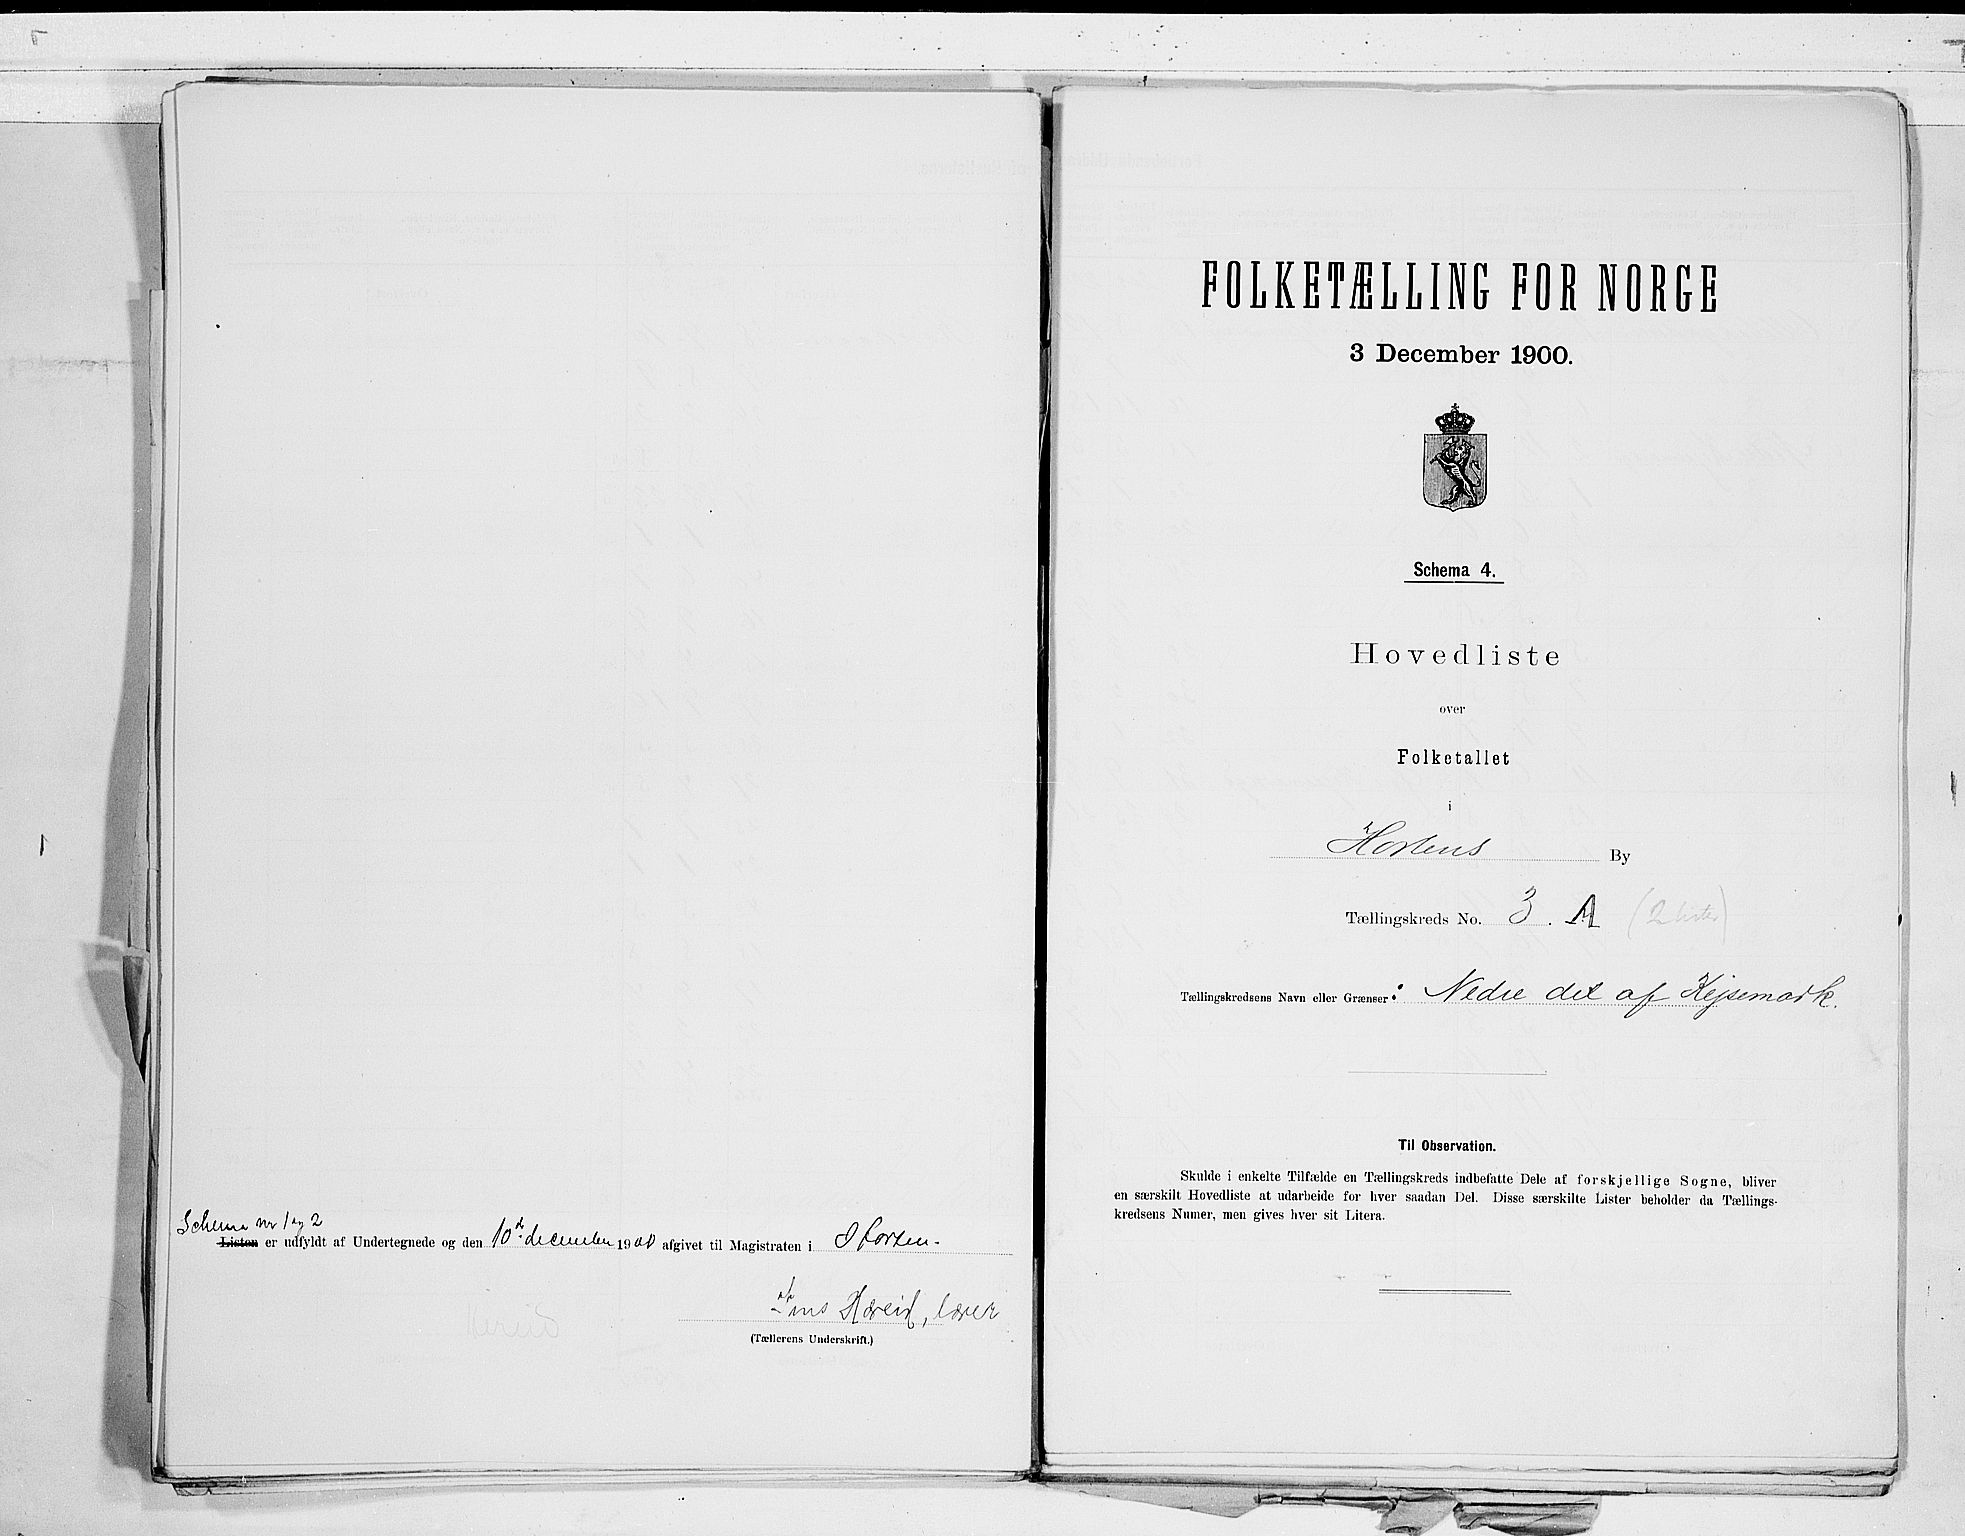 Schema nr 1 og 2
Listen er udfyldt af Undertegnede og den 10de december 1900 afgivet til Magistraten i Horten.
lærer
(Tællerens Underskrift.)
FOLKETÆLLING FOR NORGE
3 December 1900.
Schema 4.
Hovedliste
over
Folketallet
i
Hortens By
Tællingskreds No. 3. A (2 lister)
Tællingskredsens Navn eller Grænser: Nedre del af Kejsemark.
Til Observation.
Skulde i enkelte Tilfælde en Tællingskreds indbefatte Dele af forskjellige Sogne, bliver
en særskilt Hovedliste at udarbeide for hver saadan Del. Disse særskilte Lister beholder da Tællings-
kredsens Numer, men gives hver sit Litera.